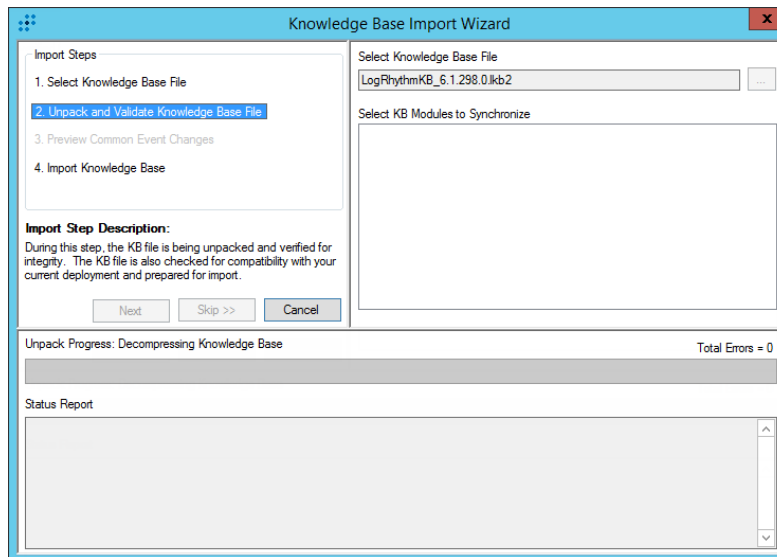 Knowledge Base Import Wizard
x
Import Steps
1. Select Knowledge Base File
2. Unpack and Validate Knowledge Base File
3. Preview Common Event Changes
4. Import Knowledge Base
Import Step Description:
During this step, the KB file is being unpacked and verified for
integrity. The KB file is also checked for compatibility with your
current deployment and prepared for import.
Next
Skip >>
Cancel
Select Knowledge Base File
LogRhythmKB_6.1.298.0.lkb2
...
Select KB Modules to Synchronize
Unpack Progress: Decompressing Knowledge Base
Total Errors = 0
Status Report